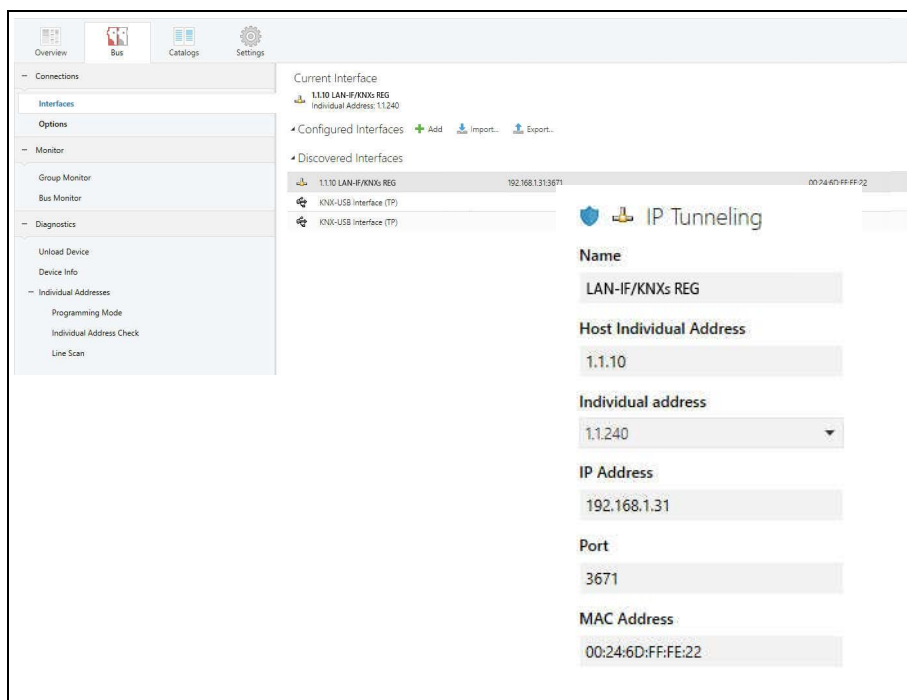 Overview Bus Catalogs Settings
− Connections
Interfaces
Options
− Monitor
Group Monitor
Bus Monitor
− Diagnostics
Unload Device
Device Info
− Individual Addresses
Programming Mode
Individual Address Check
Line Scan
Current Interface
1.1.10 LAN-IF/KNXs REG
Individual Address: 1.1.240
Configured Interfaces Add Import... Export...
Discovered Interfaces
1.1.10 LAN-IF/KNXs REG 192.168.1.31:3671 00:24:6D:FF:FE:22
KNX-USB Interface (TP)
KNX-USB Interface (TP)
IP Tunneling
Name
LAN-IF/KNXs REG
Host Individual Address
1.1.10
Individual address
1.1.240
IP Address
192.168.1.31
Port
3671
MAC Address
00:24:6D:FF:FE:22